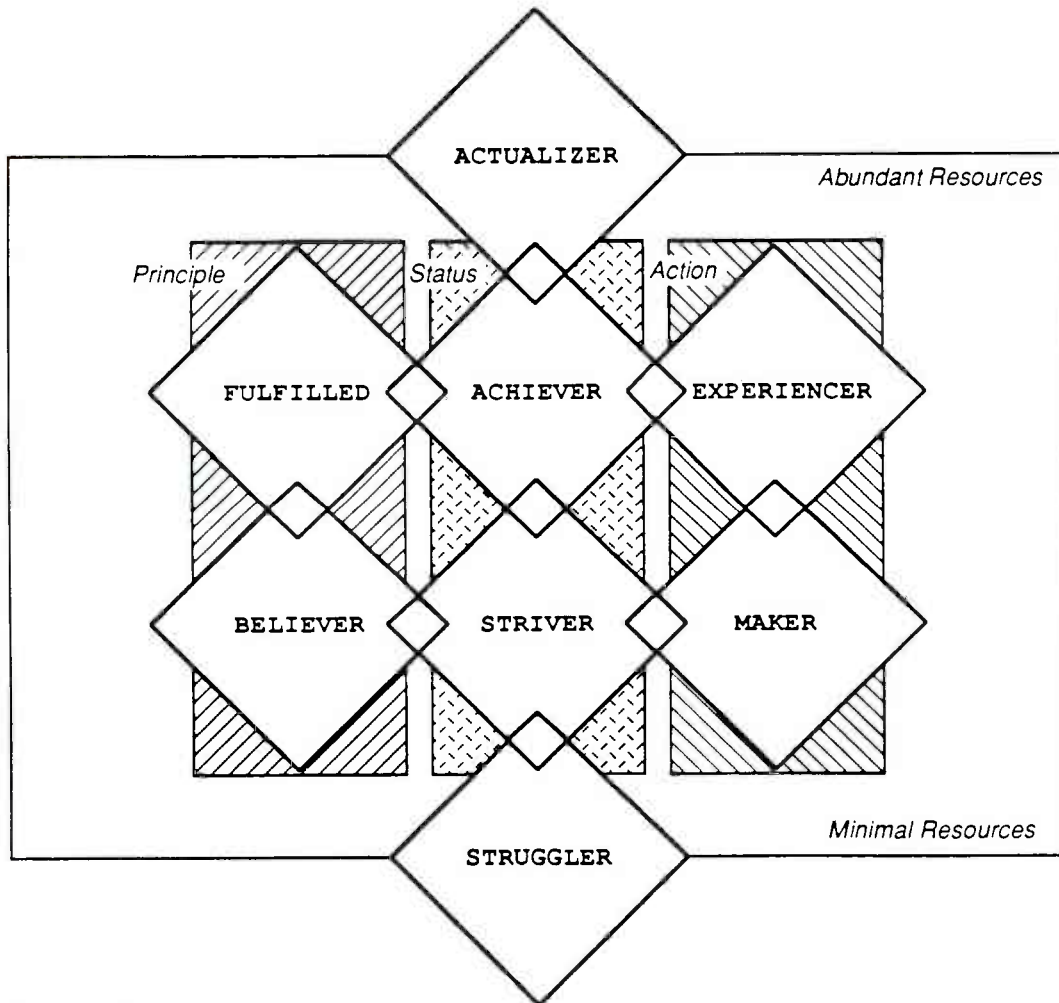 ACTUALIZER
Abundant Resources
Principle
Status
Action
FULFILLED
ACHIEVER
EXPERIENCER
BELIEVER
STRIVER
MAKER
Minimal Resources
STRUGGLER